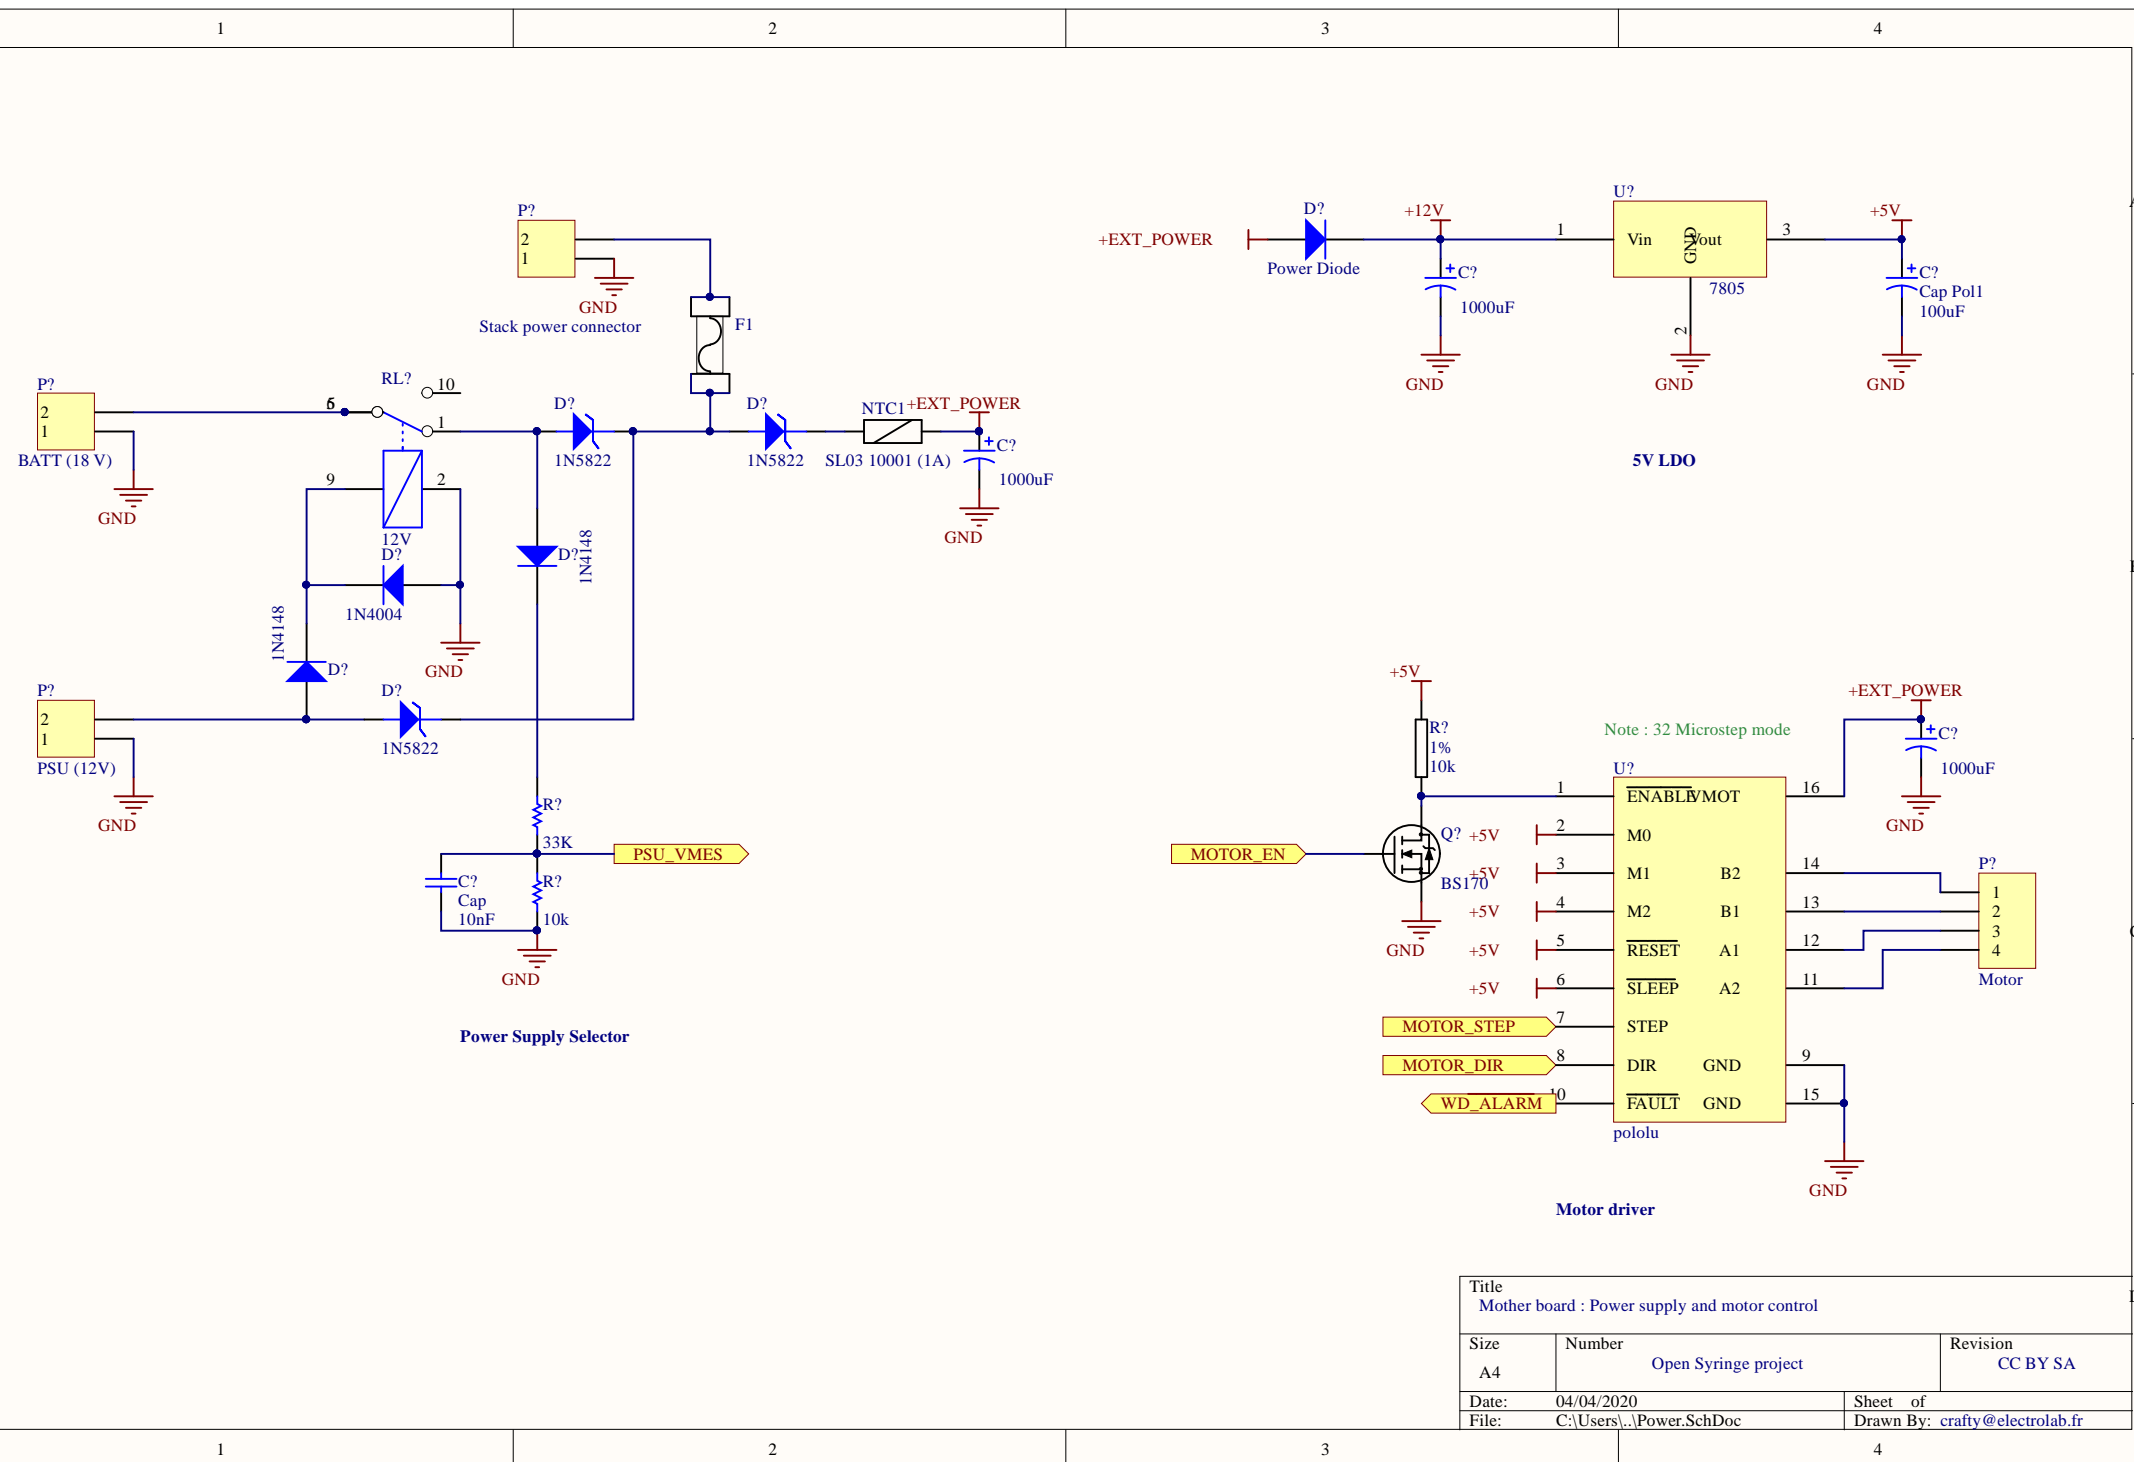 1
2
3
4
P?
2
1
GND
Stack power connector
F1
P?
2
1
BATT (18 V)
GND
RL?
10
1
9
2
12V
D?
1N4004
GND
1N4148
D?
P?
2
1
PSU (12V)
GND
D?
1N5822
D?
1N5822
D?
1N5822
NTC1
SL03 10001 (1A)
+EXT_POWER
C?
1000uF
GND
D?
1N4148
R?
33K
PSU_VMES
C?
Cap
10nF
R?
10k
GND
Power Supply Selector
+EXT_POWER
D?
Power Diode
+12V
C?
1000uF
GND
U?
1
Vin
GND
Vout
3
7805
2
GND
+5V
C?
Cap Pol1
100uF
GND
5V LDO
+5V
R?
1%
10k
MOTOR_EN
Q?
BS170
GND
Note : 32 Microstep mode
U?
1
ENABLE
VMOT
16
+EXT_POWER
C?
1000uF
GND
+5V
2
M0
+5V
3
M1
B2
14
+5V
4
M2
B1
13
+5V
5
RESET
A1
12
+5V
6
SLEEP
A2
11
MOTOR_STEP
7
STEP
MOTOR_DIR
8
DIR
GND
9
WD_ALARM
10
FAULT
GND
15
pololu
GND
P?
1
2
3
4
Motor
Motor driver
Title
Mother board : Power supply and motor control
Size
A4
Number
Open Syringe project
Revision
CC BY SA
Date: 04/04/2020
Sheet of
File: C:\Users\..\Power.SchDoc
Drawn By: crafty@electrolab.fr
1
2
3
4